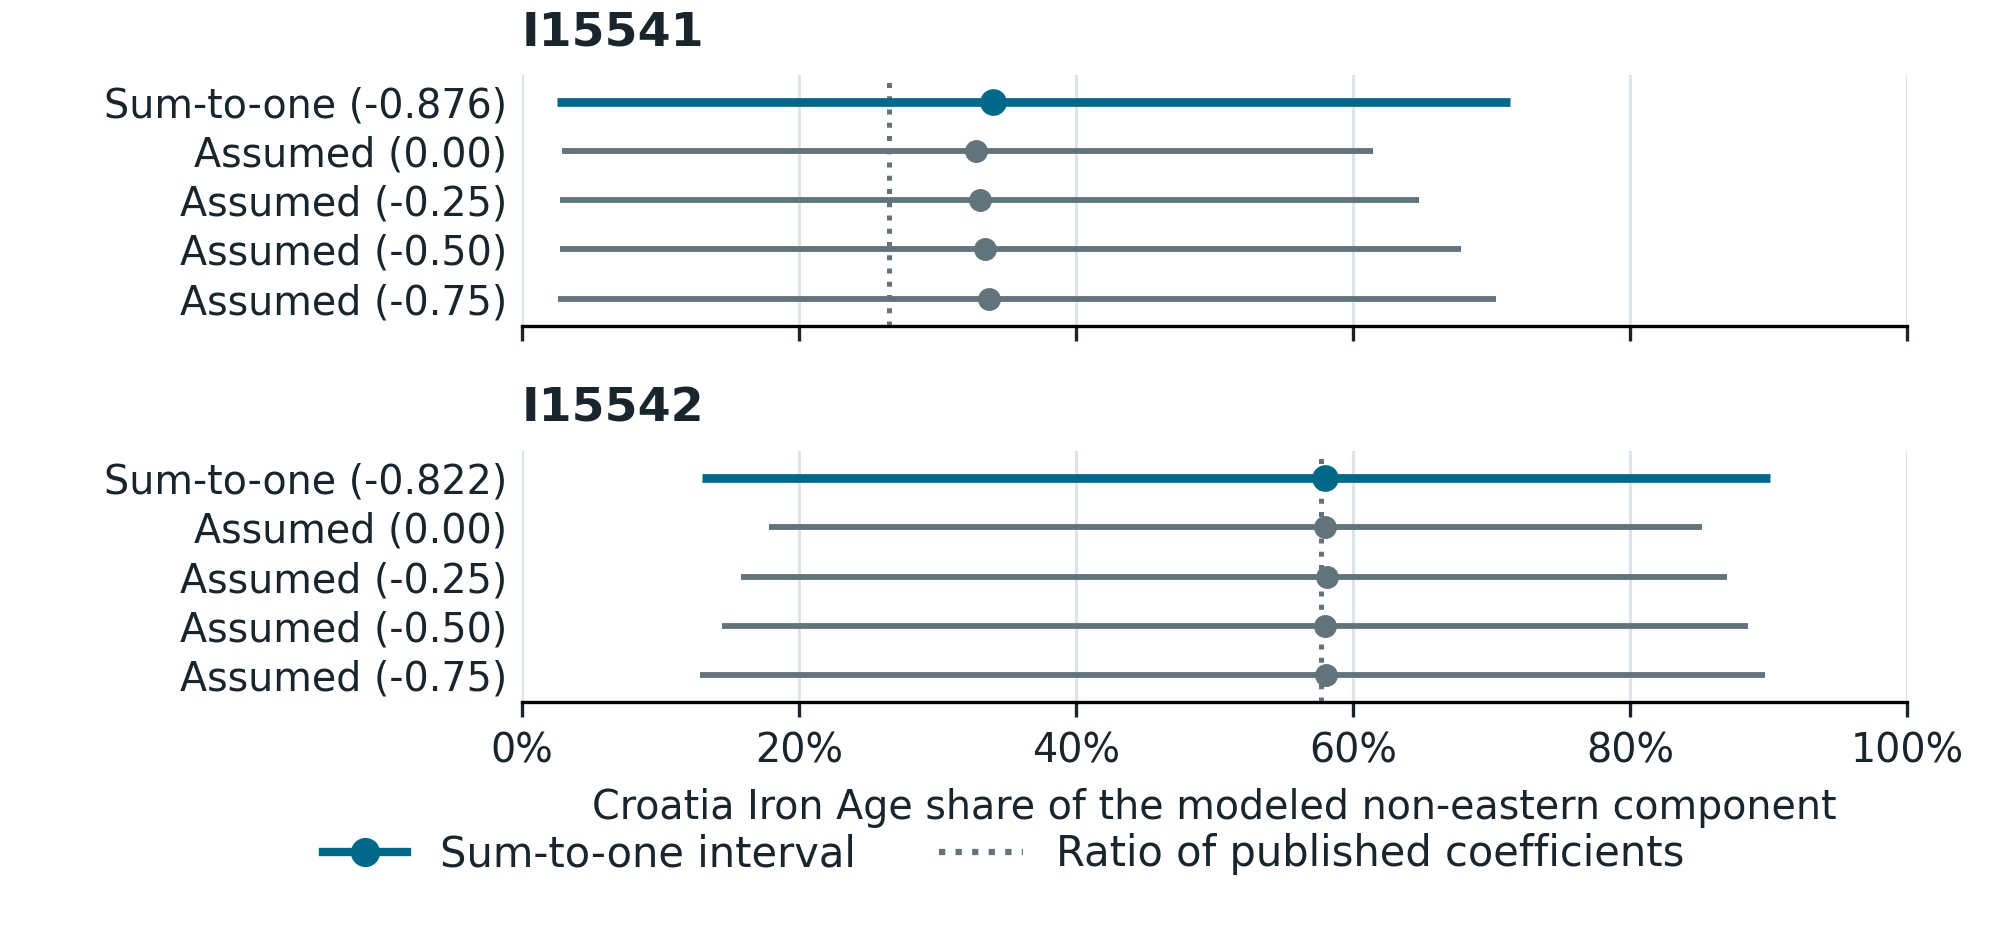 I15541
Sum-to-one (-0.876)
Assumed (0.00)
Assumed (-0.25)
Assumed (-0.50)
Assumed (-0.75)
I15542
Sum-to-one (-0.822)
Assumed (0.00)
Assumed (-0.25)
Assumed (-0.50)
Assumed (-0.75)
0% 20% 40% 60% 80% 100%
Croatia Iron Age share of the modeled non-eastern component
Sum-to-one interval Ratio of published coefficients